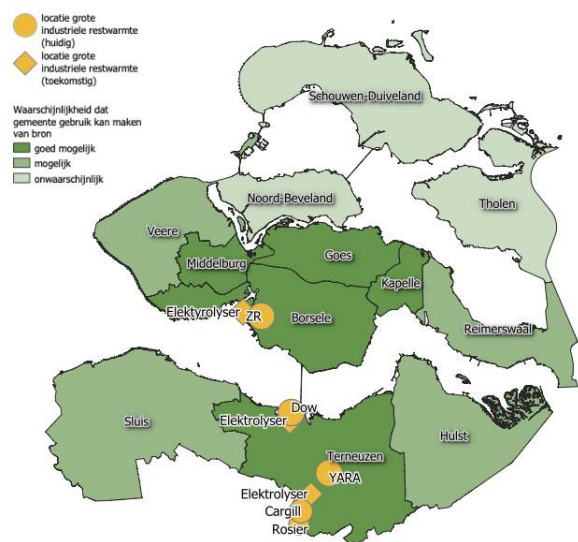 locatie grote
industriele restwarmte
(huidig)
locatie grote
industriele restwarmte
(toekomstig)
Waarschijnlijkheid dat
gemeente gebruik kan maken
van bron
goed mogelijk
mogelijk
onwaarschijnlijk
Schouwen-Duiveland
Noord-Beveland
Tholen
Veere
Goes
Middelburg
Kapelle
Elektyrolyser
ZR
Borsele
Reimerswaal
Dow
Elektrolyser
Sluis
Hulst
Terneuzen
YARA
Elektrolyser
Cargill
Rosier